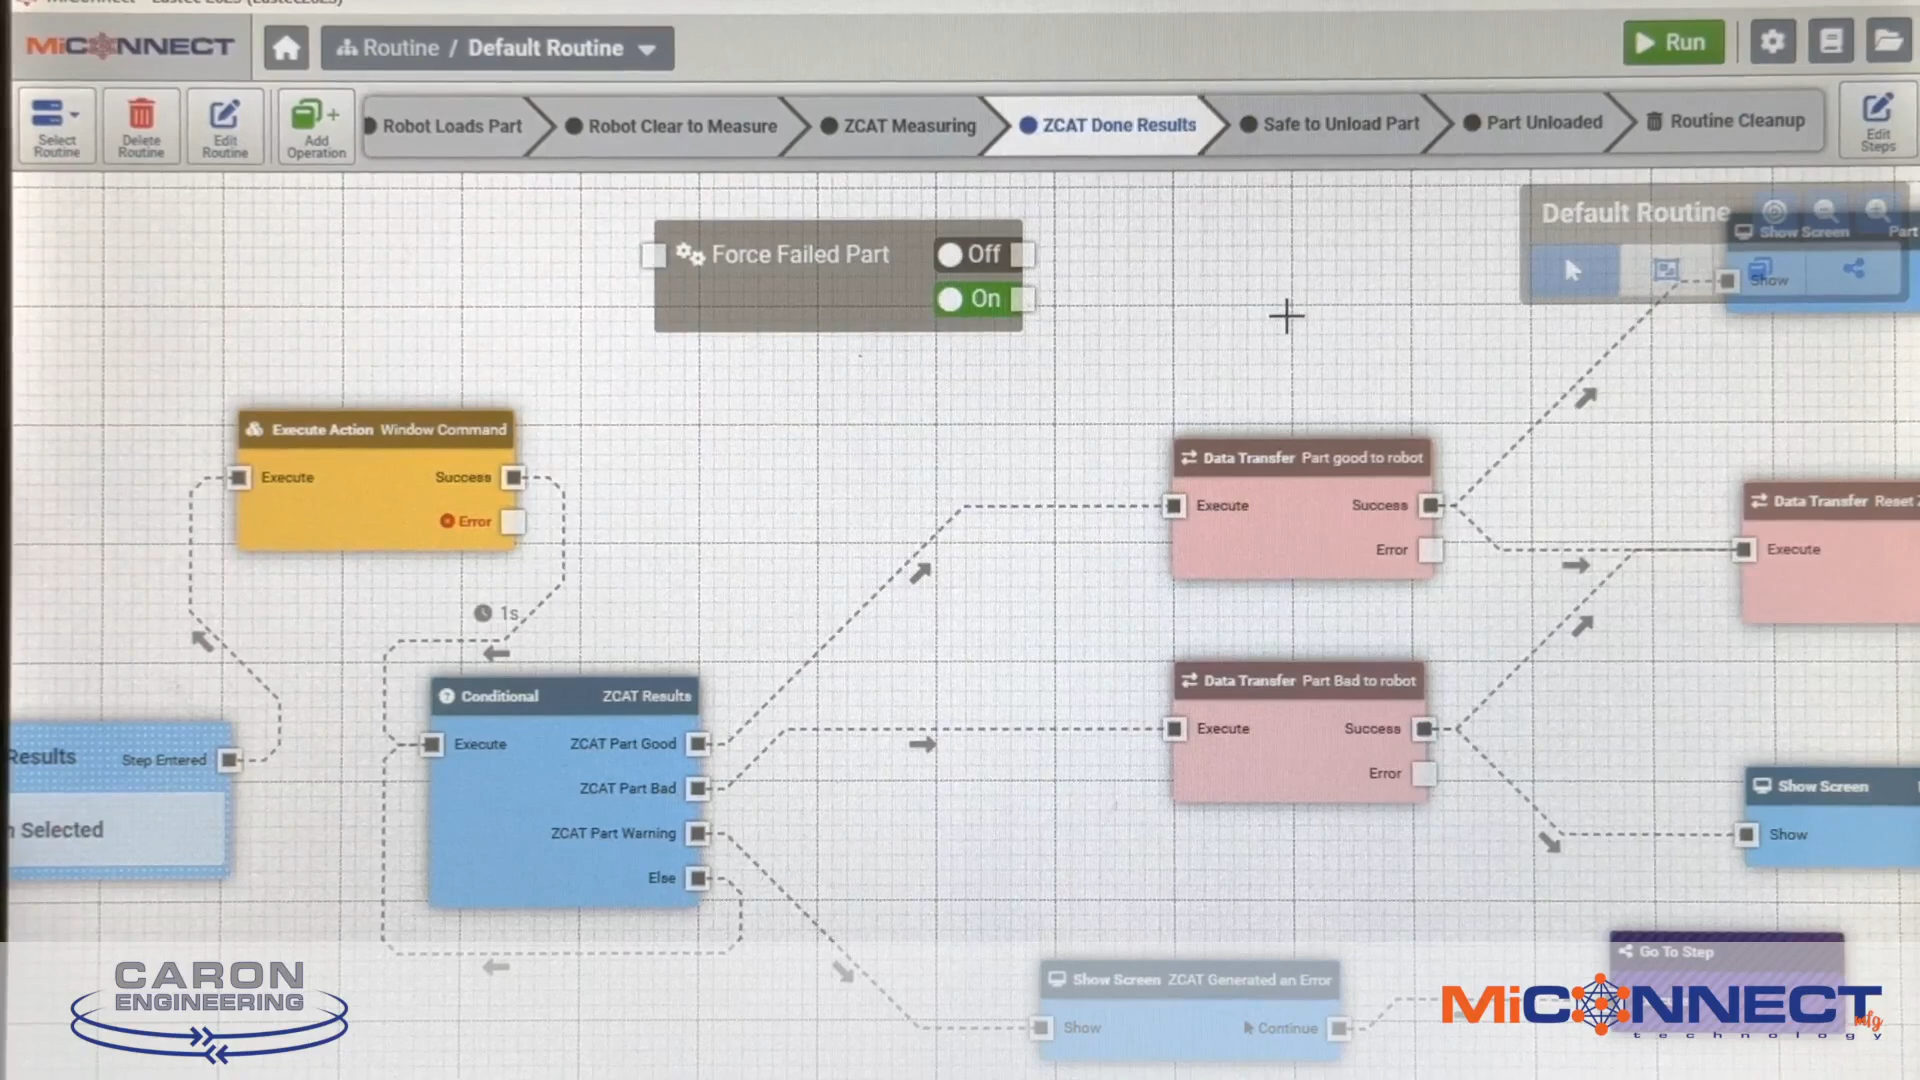 MiCONNECT
Routine / Default Routine
Run
Select Routine
Delete Routine
Edit Routine
Add Operation
Robot Loads Part
Robot Clear to Measure
ZCAT Measuring
ZCAT Done Results
Safe to Unload Part
Part Unloaded
Routine Cleanup
Edit Steps
Force Failed Part
Off
On
Default Routine
Show Screen Part
Show
Execute Action Window Command
Execute Success
Error
1s
Data Transfer Part good to robot
Execute Success
Error
Data Transfer Reset
Execute
Results Step Entered
Selected
Conditional ZCAT Results
Execute ZCAT Part Good
ZCAT Part Bad
ZCAT Part Warning
Else
Data Transfer Part Bad to robot
Execute Success
Error
Show Screen
Show
Show Screen ZCAT Generated an Error
Show Continue
Go To Step
CARON
ENGINEERING
MiCONNECT
mfg
technology